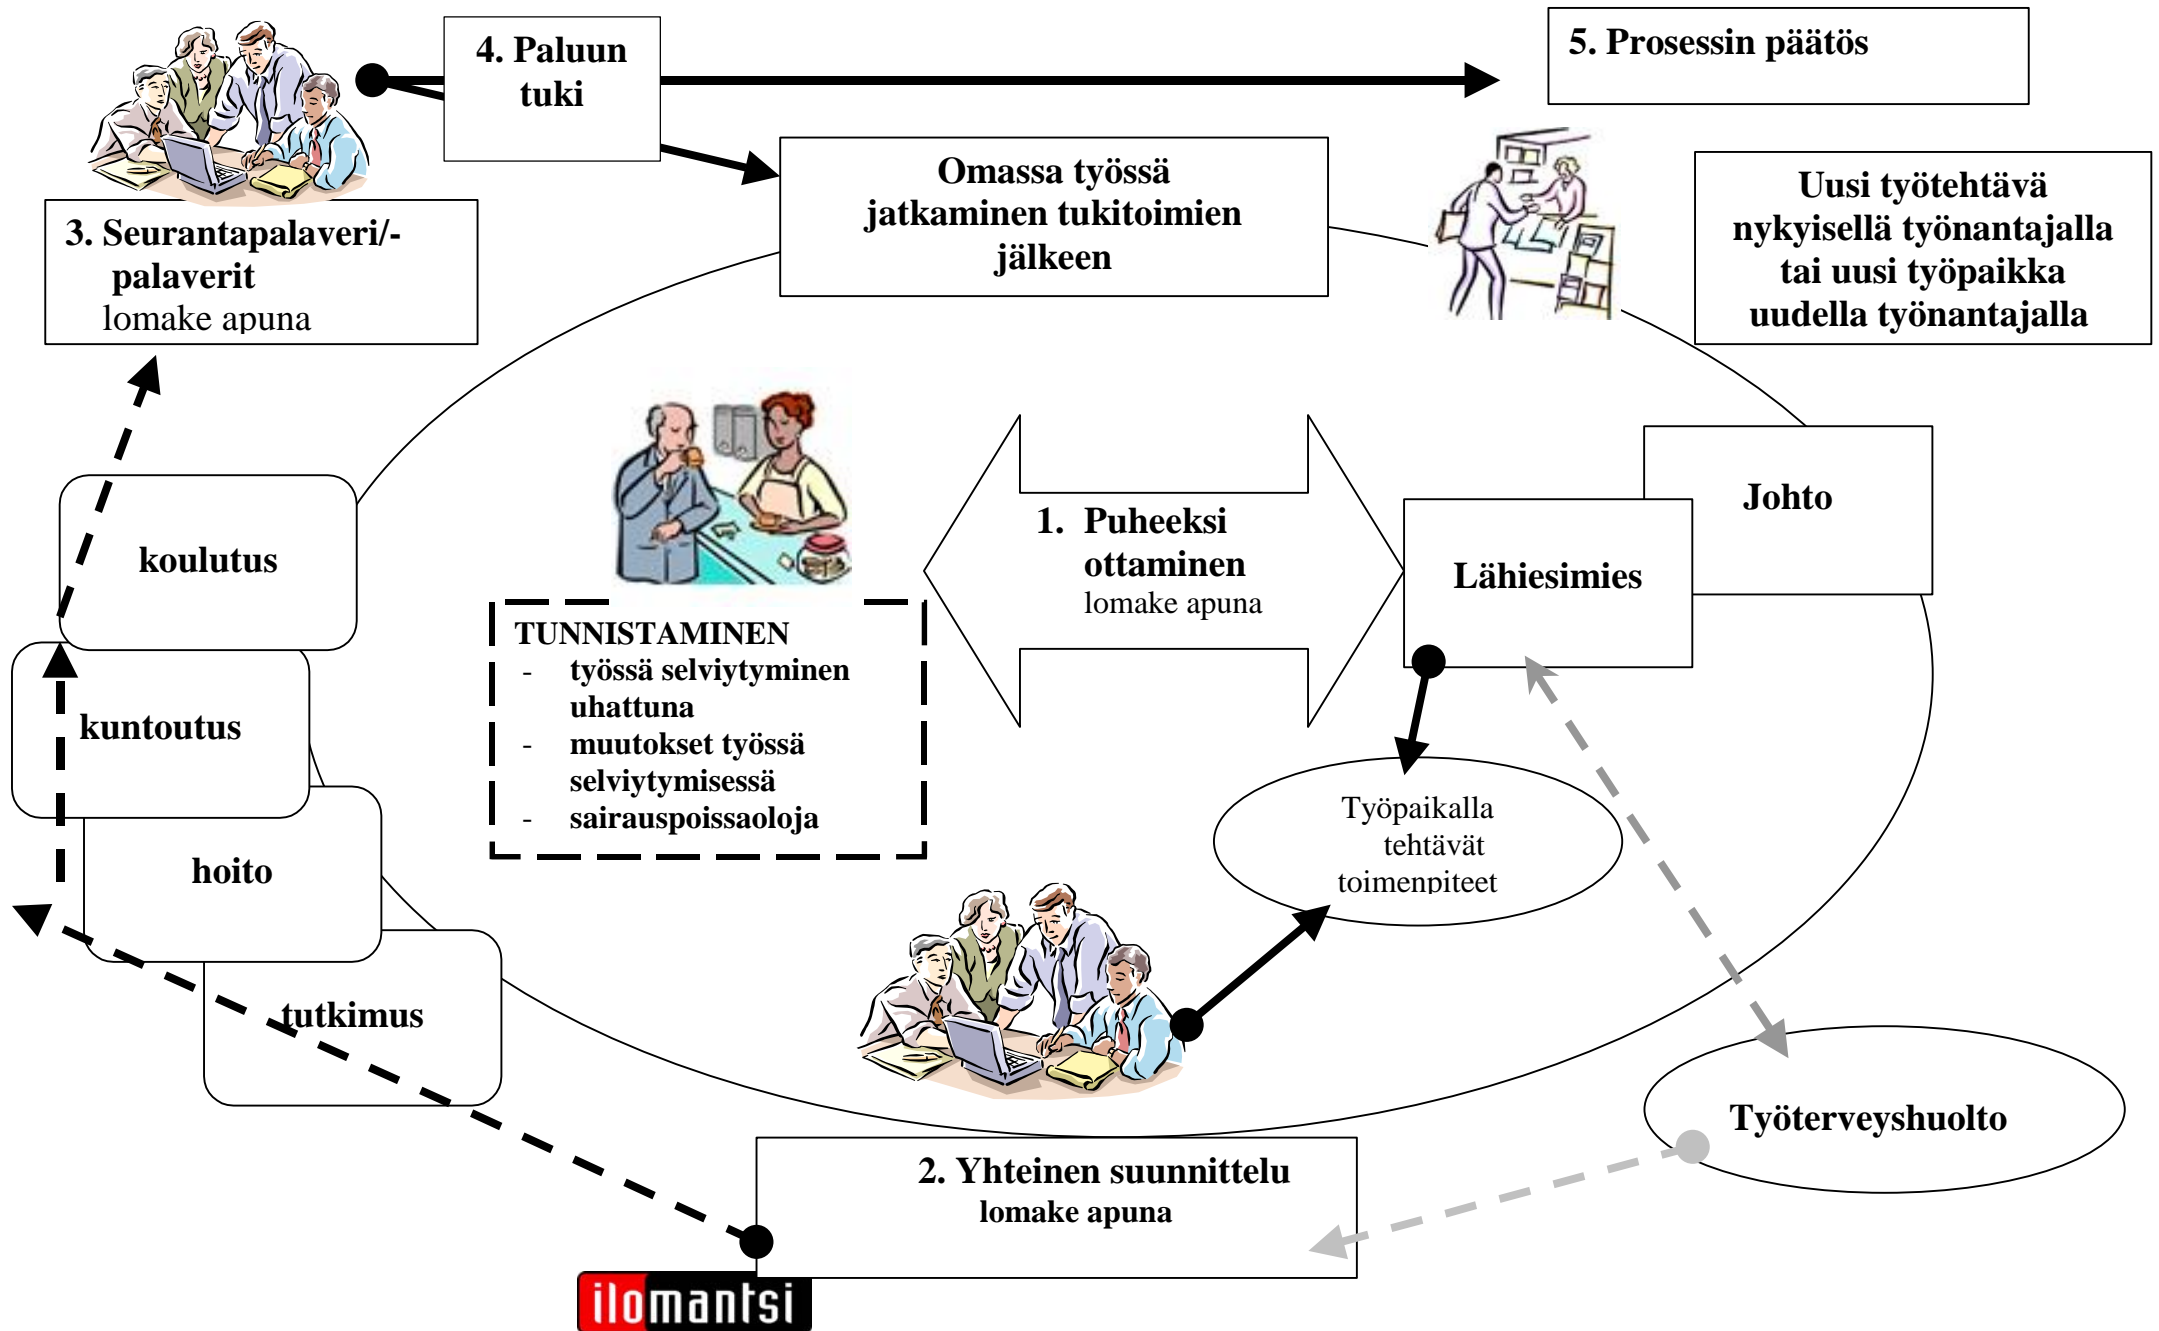 4. Paluun
tuki
5. Prosessin päätös
Omassa työssä
jatkaminen tukitoimien
jälkeen
Uusi työtehtävä
nykyisellä työnantajalla
tai uusi työpaikka
uudella työnantajalla
3. Seurantapalaveri/-
palaverit
lomake apuna
koulutus
kuntoutus
hoito
tutkimus
TUNNISTAMINEN
- työssä selviytyminen
uhattuna
- muutokset työssä
selviytymisessä
- sairauspoissaoloja
1. Puheeksi
ottaminen
lomake apuna
Johto
Lähiesimies
Työpaikalla
tehtävät
toimenpiteet
Työterveyshuolto
2. Yhteinen suunnittelu
lomake apuna
ilomantsi